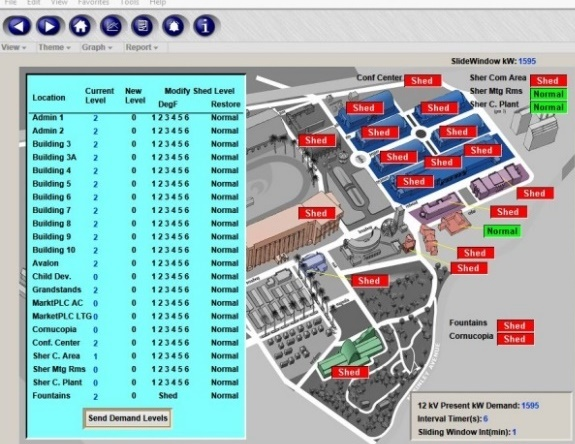 File Edit View Favorites Tools Help
View Theme Graph Report
SlideWindow kW: 1595
Conf Center Shed
Sher Com Area Shed
Sher Mtg Rms Normal
Sher C. Plant Normal
Location Current Level New Level Modify Shed Level
DegF Restore
Admin 1 2 0 1 2 3 4 5 6 Normal
Admin 2 2 0 1 2 3 4 5 6 Normal
Building 3 2 0 1 2 3 4 5 6 Normal
Building 3A 2 0 1 2 3 4 5 6 Normal
Building 4 2 0 1 2 3 4 5 6 Normal
Building 5 2 0 1 2 3 4 5 6 Normal
Building 6 2 0 1 2 3 4 5 6 Normal
Building 7 2 0 1 2 3 4 5 6 Normal
Building 8 2 0 1 2 3 4 5 6 Normal
Building 9 2 0 1 2 3 4 5 6 Normal
Building 10 2 0 1 2 3 4 5 6 Normal
Avalon 2 0 1 2 3 4 5 6 Normal
Child Dev. 0 0 1 2 3 4 5 6 Normal
Grandstands 2 0 1 2 3 4 5 6 Normal
MarktPLC AC 0 0 1 2 3 4 5 6 Normal
MarketPLC LTG 0 0 1 2 3 4 5 6 Normal
Cornucopia 0 0 1 2 3 4 5 6 Normal
Conf. Center 2 0 1 2 3 4 5 6 Normal
Sher C. Area 1 0 1 2 3 4 5 6 Normal
Sher Mtg Rms 0 0 1 2 3 4 5 6 Normal
Sher C. Plant 0 0 1 2 3 4 5 6 Normal
Fountains 2 0 Shed Normal
Send Demand Levels
Shed
Shed
Shed
Shed
Shed
Shed
Shed
Shed
Shed
Shed
Shed
Shed
Shed
Normal
Shed
Shed
Shed
Shed
Fountains Shed
Cornucopia Shed
12 kV Present kW Demand: 1595
Interval Timer(s): 6
Sliding Window Int(min): 1